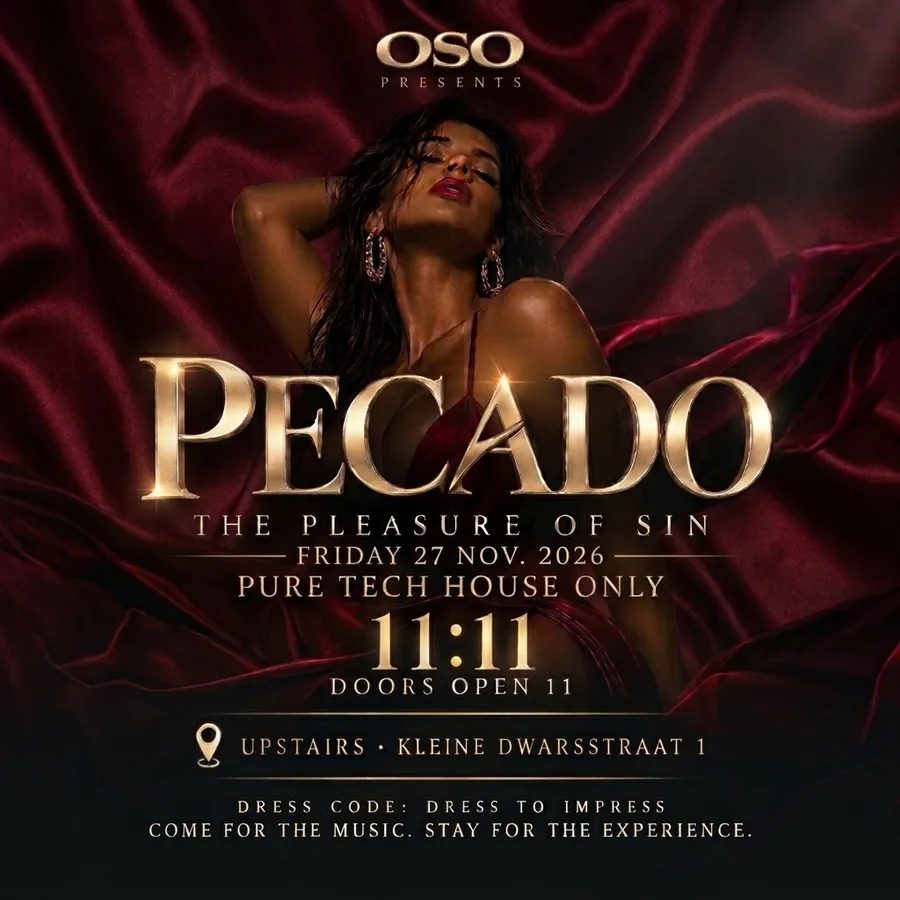 OSO
PRESENTS
PECADO
THE PLEASURE OF SIN
FRIDAY 27 NOV. 2026
PURE TECH HOUSE ONLY
11:11
DOORS OPEN 11
UPSTAIRS · KLEINE DWARSSTRAAT 1
DRESS CODE: DRESS TO IMPRESS
COME FOR THE MUSIC. STAY FOR THE EXPERIENCE.